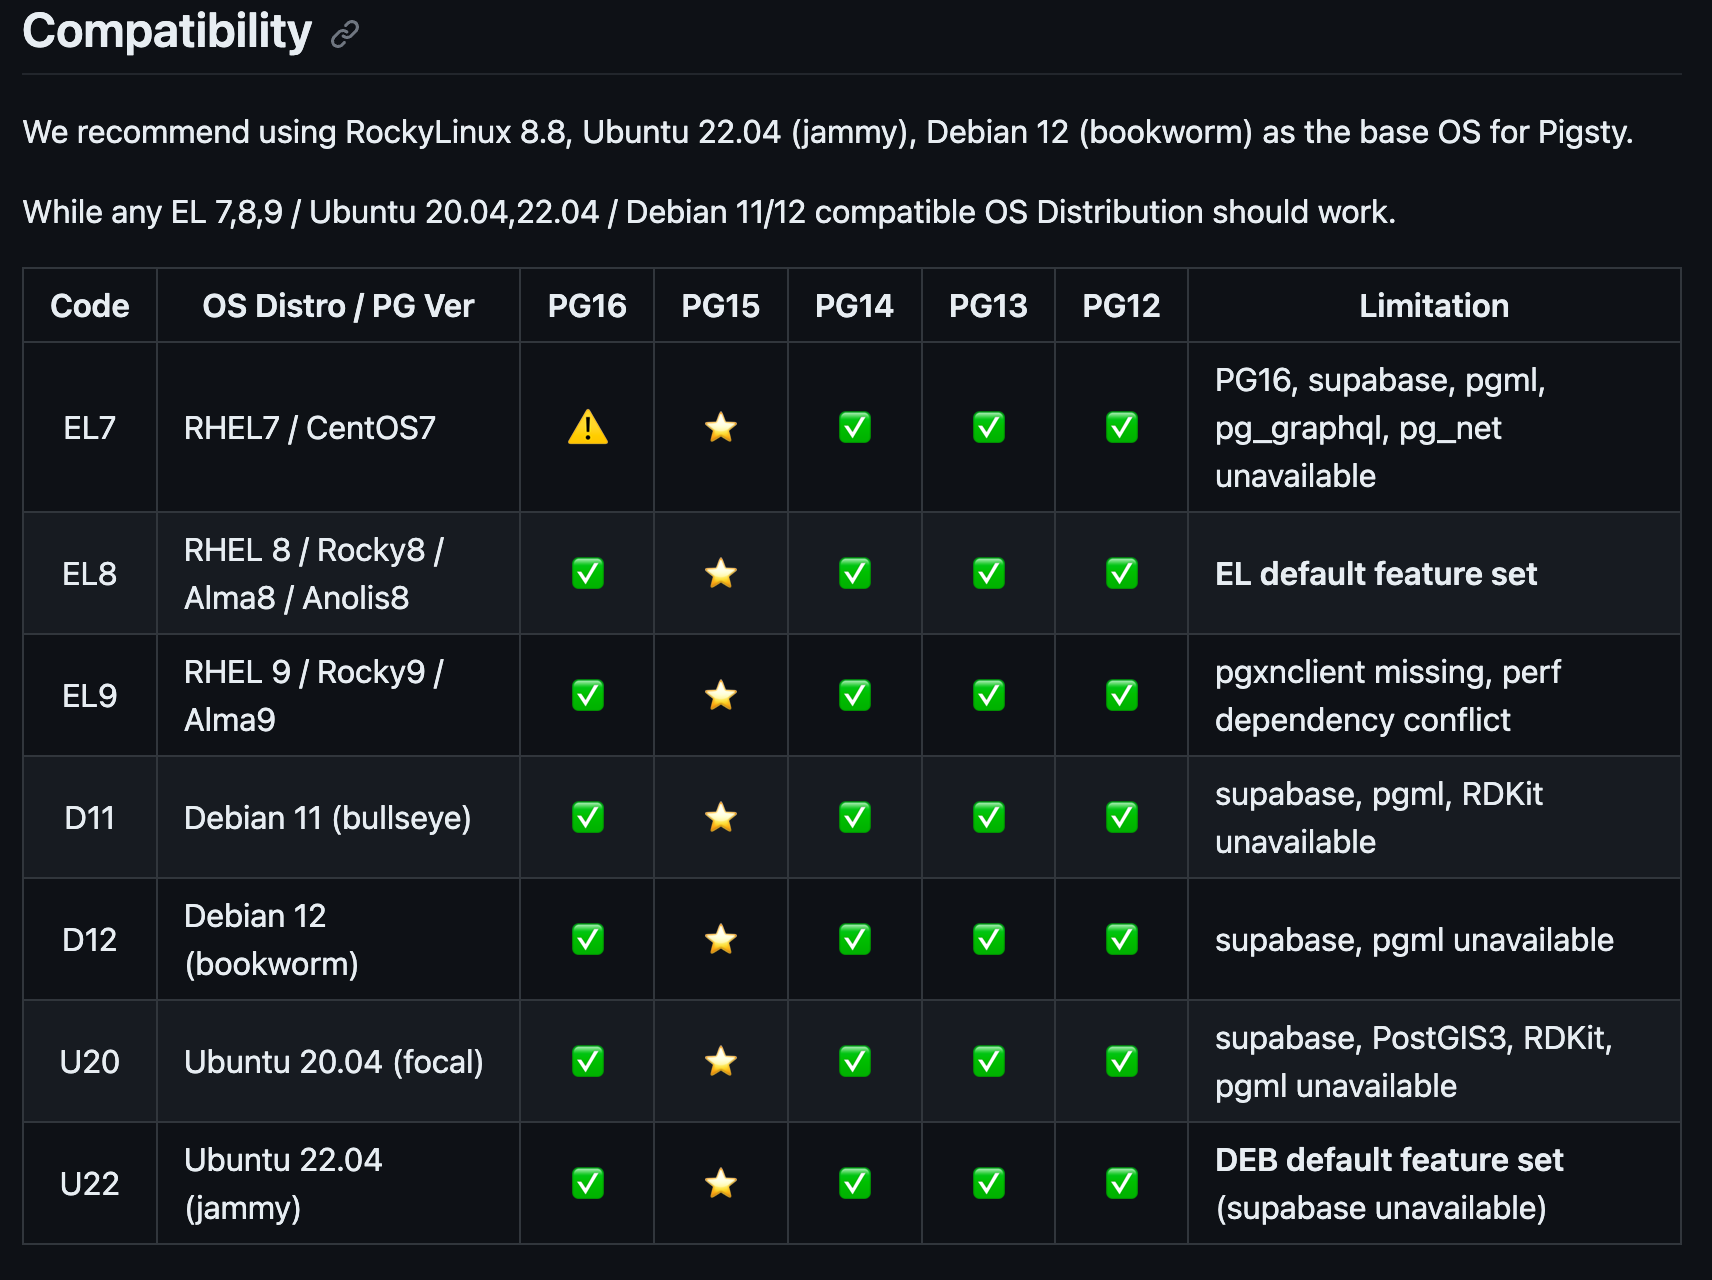 Compatibility
We recommend using RockyLinux 8.8, Ubuntu 22.04 (jammy), Debian 12 (bookworm) as the base OS for Pigsty.
While any EL 7,8,9 / Ubuntu 20.04,22.04 / Debian 11/12 compatible OS Distribution should work.
Code OS Distro / PG Ver PG16 PG15 PG14 PG13 PG12 Limitation
EL7 RHEL7 / CentOS7 ⚠️ ⭐ ✅ ✅ ✅ PG16, supabase, pgml,
pg_graphql, pg_net
unavailable
EL8 RHEL 8 / Rocky8 /
Alma8 / Anolis8 ✅ ⭐ ✅ ✅ ✅ EL default feature set
EL9 RHEL 9 / Rocky9 /
Alma9 ✅ ⭐ ✅ ✅ ✅ pgxnclient missing, perf
dependency conflict
D11 Debian 11 (bullseye) ✅ ⭐ ✅ ✅ ✅ supabase, pgml, RDKit
unavailable
D12 Debian 12
(bookworm) ✅ ⭐ ✅ ✅ ✅ supabase, pgml unavailable
U20 Ubuntu 20.04 (focal) ✅ ⭐ ✅ ✅ ✅ supabase, PostGIS3, RDKit,
pgml unavailable
U22 Ubuntu 22.04
(jammy) ✅ ⭐ ✅ ✅ ✅ DEB default feature set
(supabase unavailable)